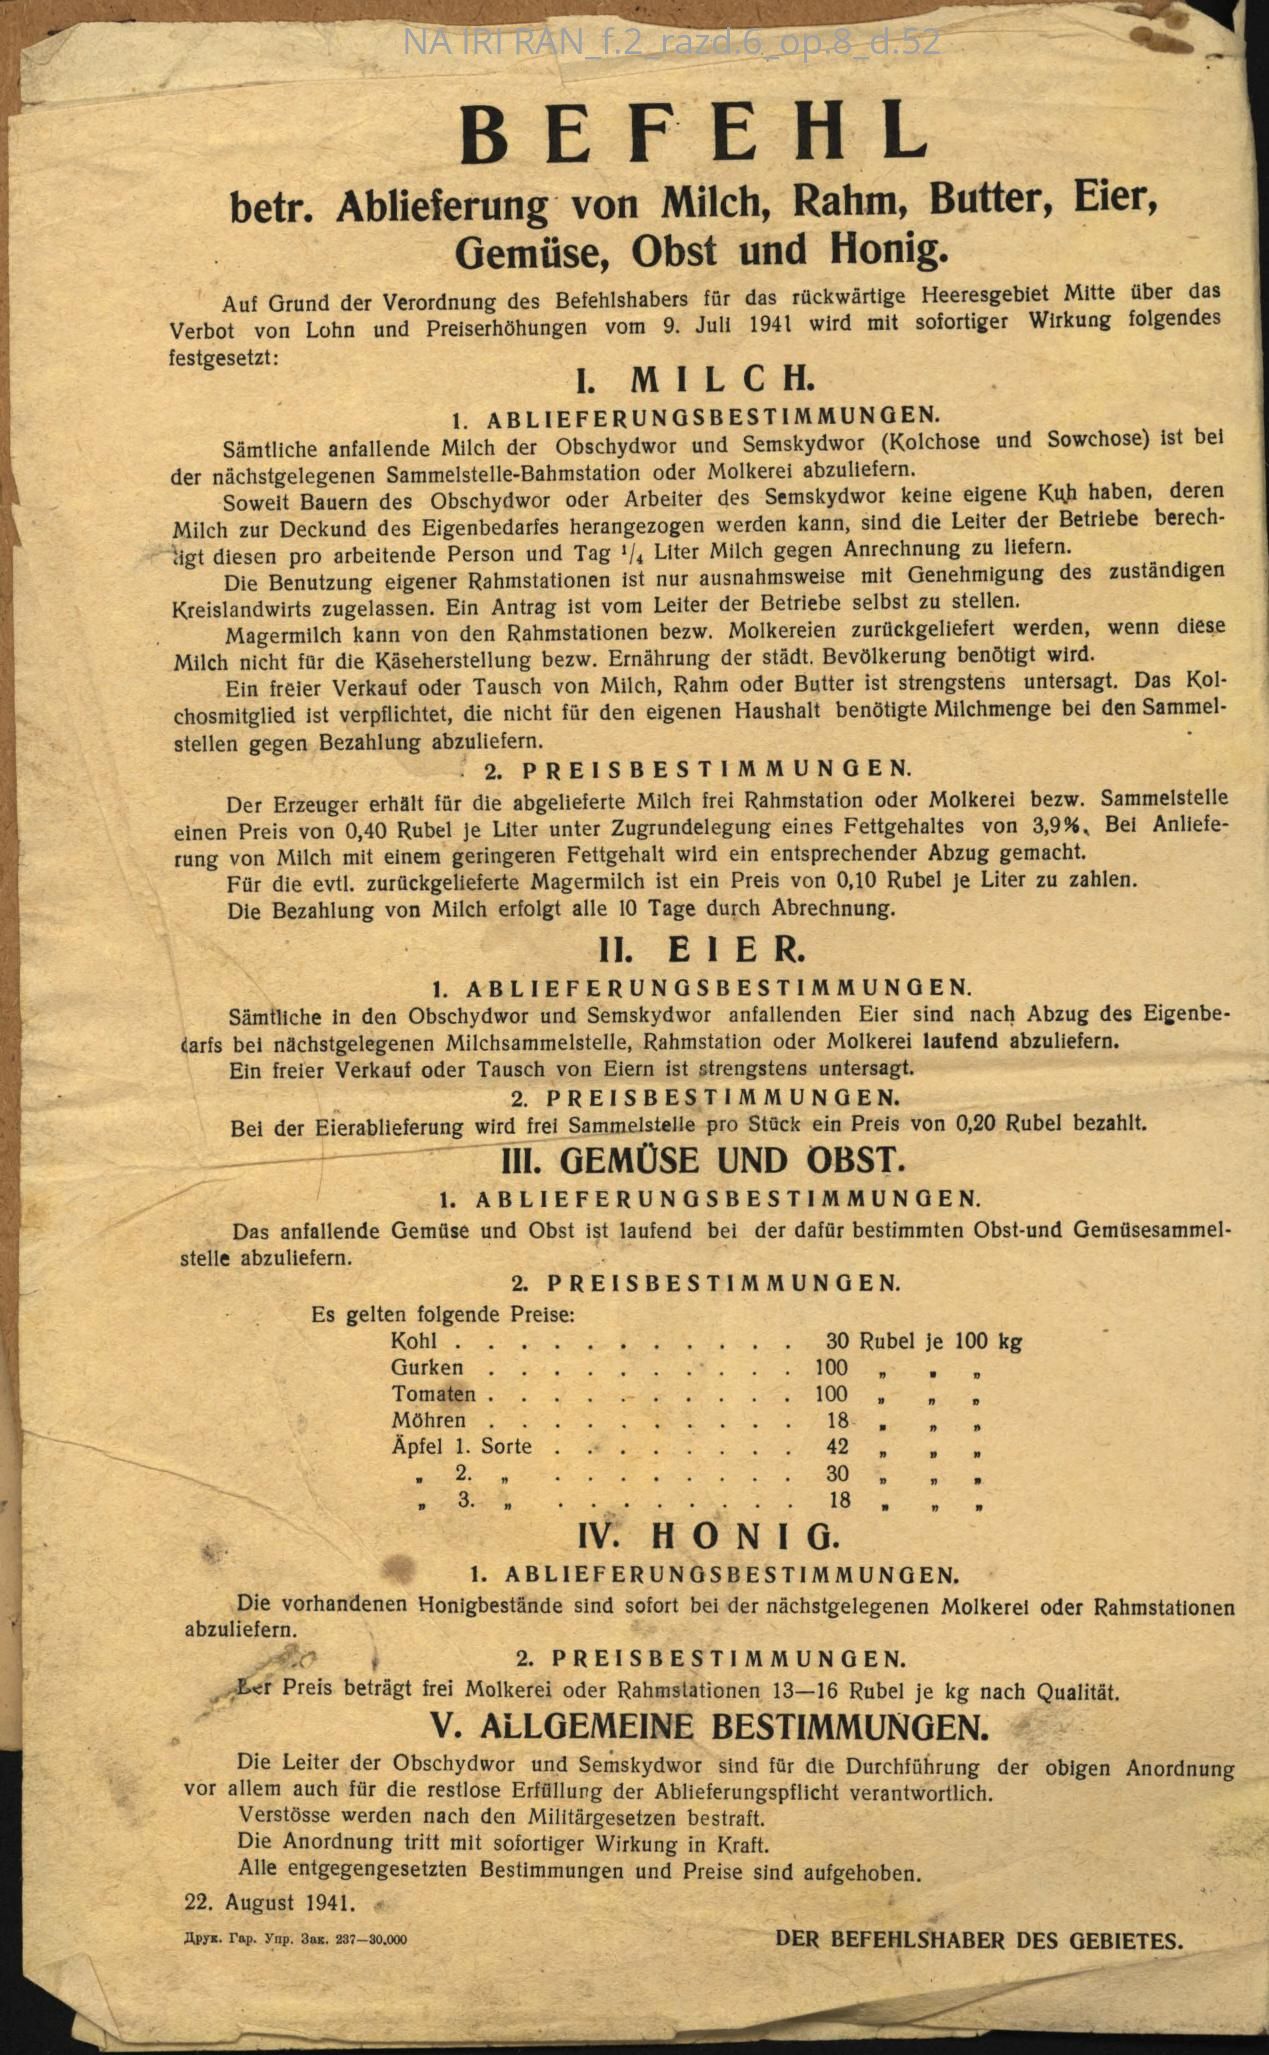 NA IRI RAN_f.2_razd.6_op.8_d.52
BEFEHL
betr. Ablieferung von Milch, Rahm, Butter, Eier,
Gemüse, Obst und Honig.
Auf Grund der Verordnung des Befehlshabers für das rückwärtige Heeresgebiet Mitte über das
Verbot von Lohn und Preiserhöhungen vom 9. Juli 1941 wird mit sofortiger Wirkung folgendes
festgesetzt:
I. MILCH.
1. ABLIEFERUNGSBESTIMMUNGEN.
Sämtliche anfallende Milch der Obschydwor und Semskydwor (Kolchose und Sowchose) ist bei
der nächstgelegenen Sammelstelle-Bahmstation oder Molkerei abzuliefern.
Soweit Bauern des Obschydwor oder Arbeiter des Semskydwor keine eigene Kuh haben, deren
Milch zur Deckund des Eigenbedarfes herangezogen werden kann, sind die Leiter der Betriebe berech-
tigt diesen pro arbeitende Person und Tag ¹/₄ Liter Milch gegen Anrechnung zu liefern.
Die Benutzung eigener Rahmstationen ist nur ausnahmsweise mit Genehmigung des zuständigen
Kreislandwirts zugelassen. Ein Antrag ist vom Leiter der Betriebe selbst zu stellen.
Magermilch kann von den Rahmstationen bezw. Molkereien zurückgeliefert werden, wenn diese
Milch nicht für die Käseherstellung bezw. Ernährung der städt. Bevölkerung benötigt wird.
Ein freier Verkauf oder Tausch von Milch, Rahm oder Butter ist strengstens untersagt. Das Kol-
chosmitglied ist verpflichtet, die nicht für den eigenen Haushalt benötigte Milchmenge bei den Sammel-
stellen gegen Bezahlung abzuliefern.
2. PREISBESTIMMUNGEN.
Der Erzeuger erhält für die abgelieferte Milch frei Rahmstation oder Molkerei bezw. Sammelstelle
einen Preis von 0,40 Rubel je Liter unter Zugrundelegung eines Fettgehaltes von 3,9%. Bei Anliefe-
rung von Milch mit einem geringeren Fettgehalt wird ein entsprechender Abzug gemacht.
Für die evtl. zurückgelieferte Magermilch ist ein Preis von 0,10 Rubel je Liter zu zahlen.
Die Bezahlung von Milch erfolgt alle 10 Tage durch Abrechnung.
II. EIER.
1. ABLIEFERUNGSBESTIMMUNGEN.
Sämtliche in den Obschydwor und Semskydwor anfallenden Eier sind nach Abzug des Eigenbe-
darfs bei nächstgelegenen Milchsammelstelle, Rahmstation oder Molkerei laufend abzuliefern.
Ein freier Verkauf oder Tausch von Eiern ist strengstens untersagt.
2. PREISBESTIMMUNGEN.
Bei der Eierablieferung wird frei Sammelstelle pro Stück ein Preis von 0,20 Rubel bezahlt.
III. GEMÜSE UND OBST.
1. ABLIEFERUNGSBESTIMMUNGEN.
Das anfallende Gemüse und Obst ist laufend bei der dafür bestimmten Obst-und Gemüsesammel-
stelle abzuliefern.
2. PREISBESTIMMUNGEN.
Es gelten folgende Preise:
Kohl . . . . . . . . . . . 30 Rubel je 100 kg
Gurken . . . . . . . . . . 100 „ „ „
Tomaten . . . . . . . . . . 100 „ „ „
Möhren . . . . . . . . . . 18 „ „ „
Äpfel 1. Sorte . . . . . . . . 42 „ „ „
„ 2. „ . . . . . . . . 30 „ „ „
„ 3. „ . . . . . . . . 18 „ „ „
IV. HONIG.
1. ABLIEFERUNGSBESTIMMUNGEN.
Die vorhandenen Honigbestände sind sofort bei der nächstgelegenen Molkerei oder Rahmstationen
abzuliefern.
2. PREISBESTIMMUNGEN.
Der Preis beträgt frei Molkerei oder Rahmstationen 13—16 Rubel je kg nach Qualität.
V. ALLGEMEINE BESTIMMUNGEN.
Die Leiter der Obschydwor und Semskydwor sind für die Durchführung der obigen Anordnung
vor allem auch für die restlose Erfüllung der Ablieferungspflicht verantwortlich.
Verstösse werden nach den Militärgesetzen bestraft.
Die Anordnung tritt mit sofortiger Wirkung in Kraft.
Alle entgegengesetzten Bestimmungen und Preise sind aufgehoben.
22. August 1941.
Друк. Гар. Упр. Зак. 237—30.000
DER BEFEHLSHABER DES GEBIETES.